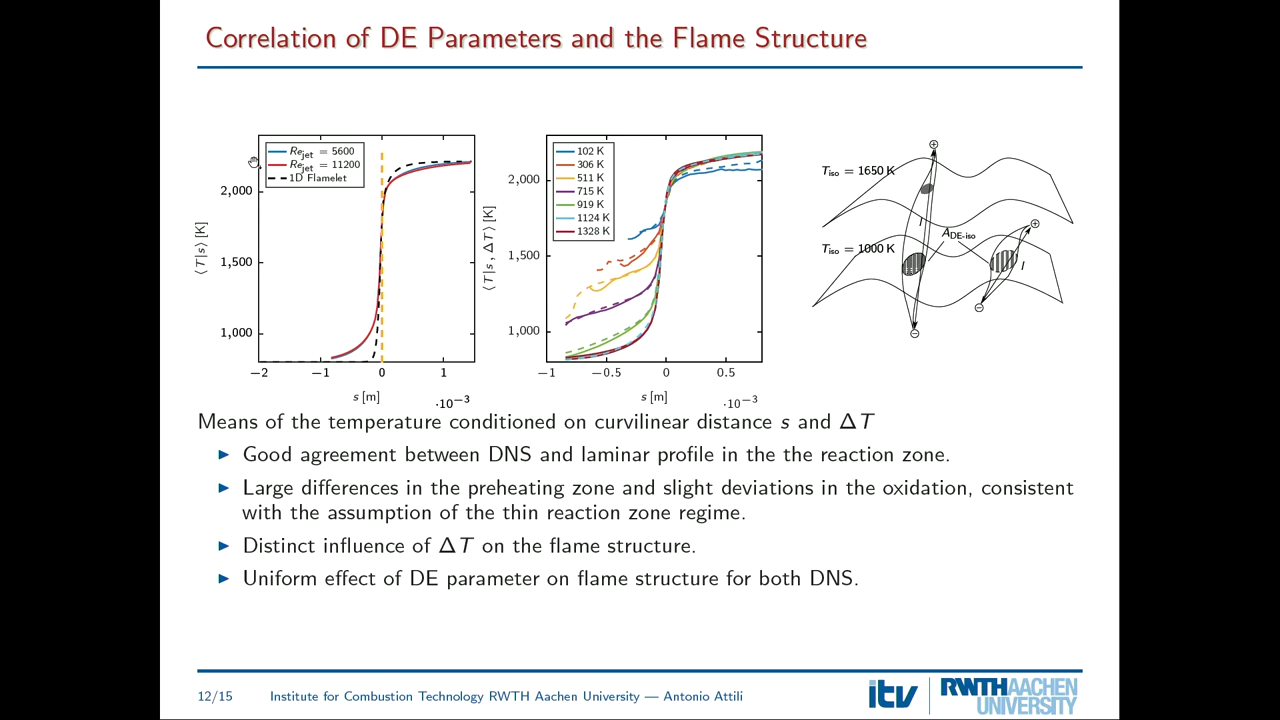 Correlation of DE Parameters and the Flame Structure
Re_jet = 5600
Re_jet = 11200
1D Flamelet
2,000
1,500
1,000
⟨T|s⟩ [K]
−2 −1 0 1
s [m]
·10⁻³
102 K
306 K
511 K
715 K
919 K
1124 K
1328 K
2,000
1,500
1,000
⟨T|s, ΔT⟩ [K]
−1 −0.5 0 0.5
s [m]
·10⁻³
T_iso = 1650 K
l
A_DE-iso
T_iso = 1000 K
l
Means of the temperature conditioned on curvilinear distance s and ΔT
Good agreement between DNS and laminar profile in the the reaction zone.
Large differences in the preheating zone and slight deviations in the oxidation, consistent
with the assumption of the thin reaction zone regime.
Distinct influence of ΔT on the flame structure.
Uniform effect of DE parameter on flame structure for both DNS.
12/15 Institute for Combustion Technology RWTH Aachen University — Antonio Attili
itv
RWTHAACHEN
UNIVERSITY